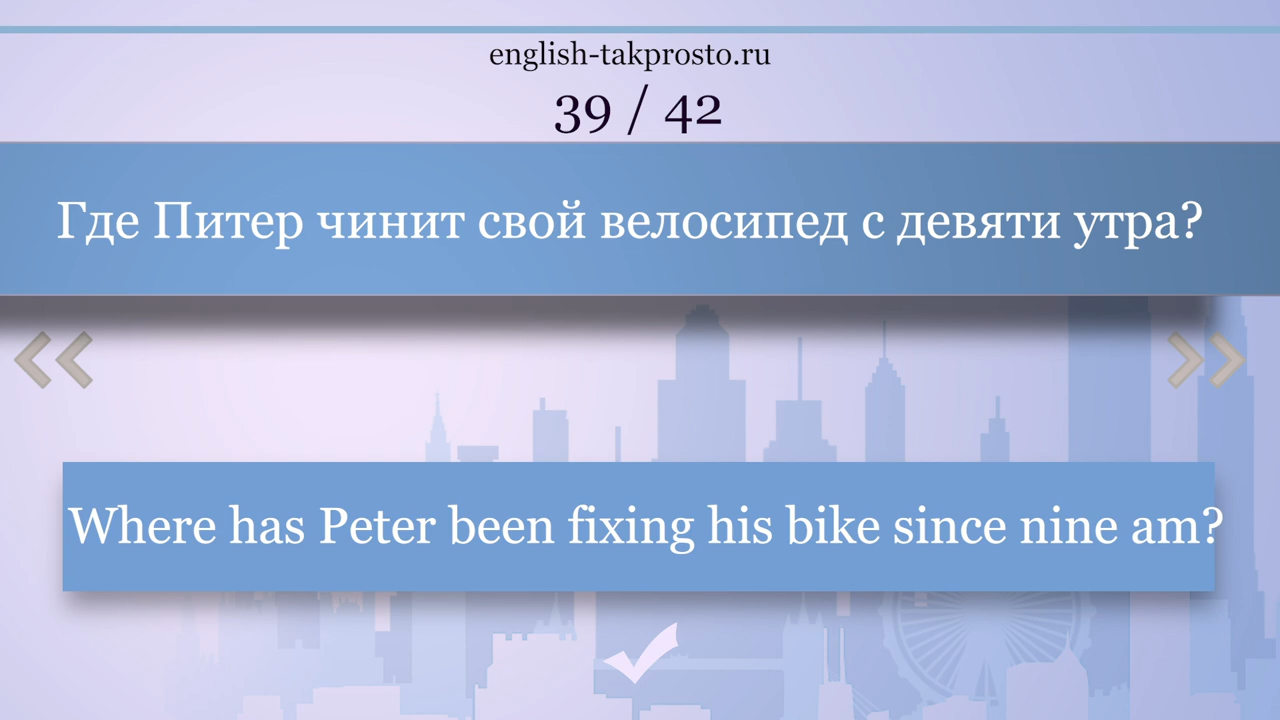 english-takprosto.ru
39 / 42
Где Питер чинит свой велосипед с девяти утра?
Where has Peter been fixing his bike since nine am?